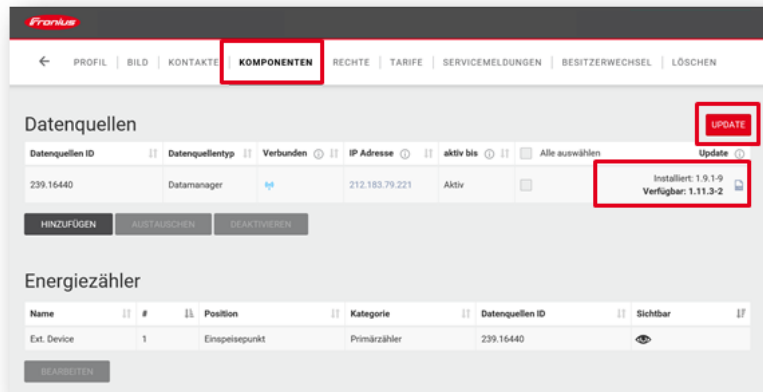 Fronius
PROFIL BILD KONTAKTE KOMPONENTEN RECHTE TARIFE SERVICEMELDUNGEN BESITZERWECHSEL LÖSCHEN
Datenquellen
UPDATE
Datenquellen ID Datenquellentyp Verbunden IP Adresse aktiv bis Alle auswählen Update
239.16440 Datamanager 212.183.79.221 Aktiv Installiert: 1.9.1-9
Verfügbar: 1.11.3-2
HINZUFÜGEN AUSTAUSCHEN DEAKTIVIEREN
Energiezähler
Name # Position Kategorie Datenquellen ID Sichtbar
Ext. Device 1 Einspeisepunkt Primärzähler 239.16440
BEARBEITEN